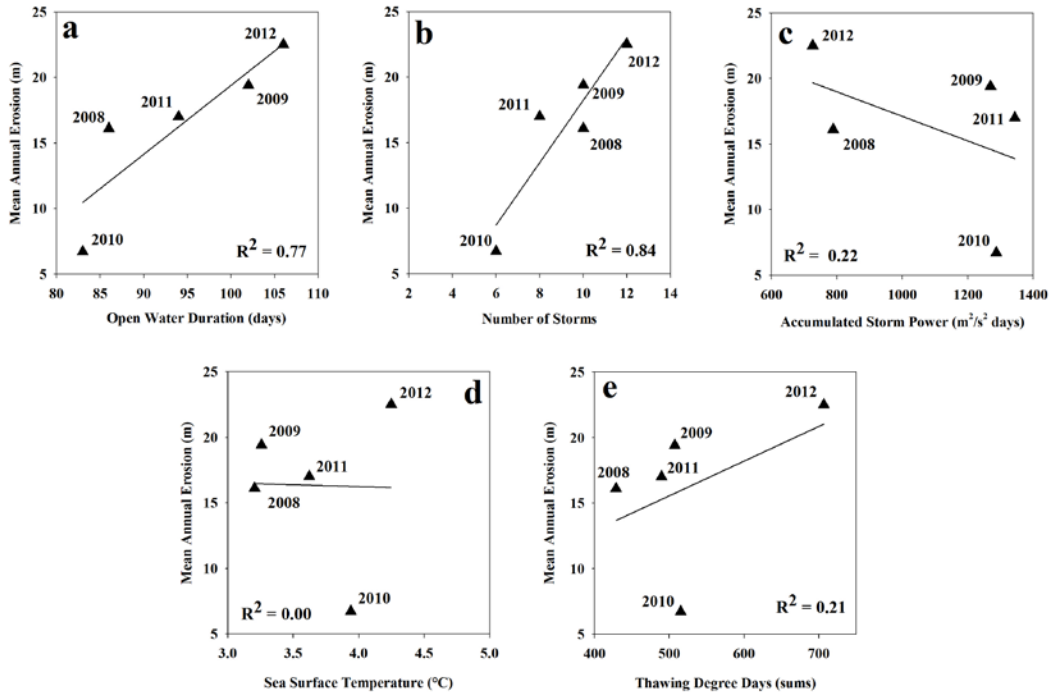 a
25
20
15
10
5
Mean Annual Erosion (m)
2012
2009
2011
2008
2010
R² = 0.77
80 85 90 95 100 105 110
Open Water Duration (days)
b
25
20
15
10
5
Mean Annual Erosion (m)
2012
2009
2011
2008
2010
R² = 0.84
2 4 6 8 10 12 14
Number of Storms
c
25
20
15
10
5
Mean Annual Erosion (m)
2012
2009
2011
2008
2010
R² = 0.22
600 800 1000 1200 1400
Accumulated Storm Power (m²/s² days)
d
25
20
15
10
5
Mean Annual Erosion (m)
2012
2009
2011
2008
2010
R² = 0.00
3.0 3.5 4.0 4.5 5.0
Sea Surface Temperature (°C)
e
25
20
15
10
5
Mean Annual Erosion (m)
2012
2009
2011
2008
2010
R² = 0.21
400 500 600 700
Thawing Degree Days (sums)